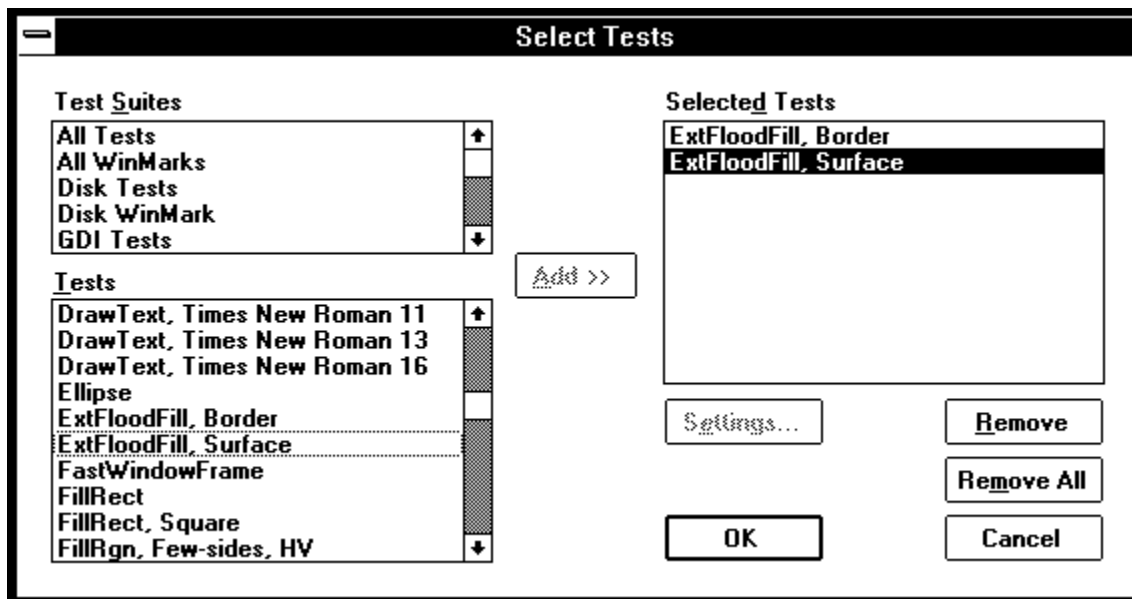 Select Tests
Test Suites
All Tests
All WinMarks
Disk Tests
Disk WinMark
GDI Tests
Tests
DrawText, Times New Roman 11
DrawText, Times New Roman 13
DrawText, Times New Roman 16
Ellipse
ExtFloodFill, Border
ExtFloodFill, Surface
FastWindowFrame
FillRect
FillRect, Square
FillRgn, Few-sides, HV
Add >>
Selected Tests
ExtFloodFill, Border
ExtFloodFill, Surface
Settings...
Remove
Remove All
OK
Cancel